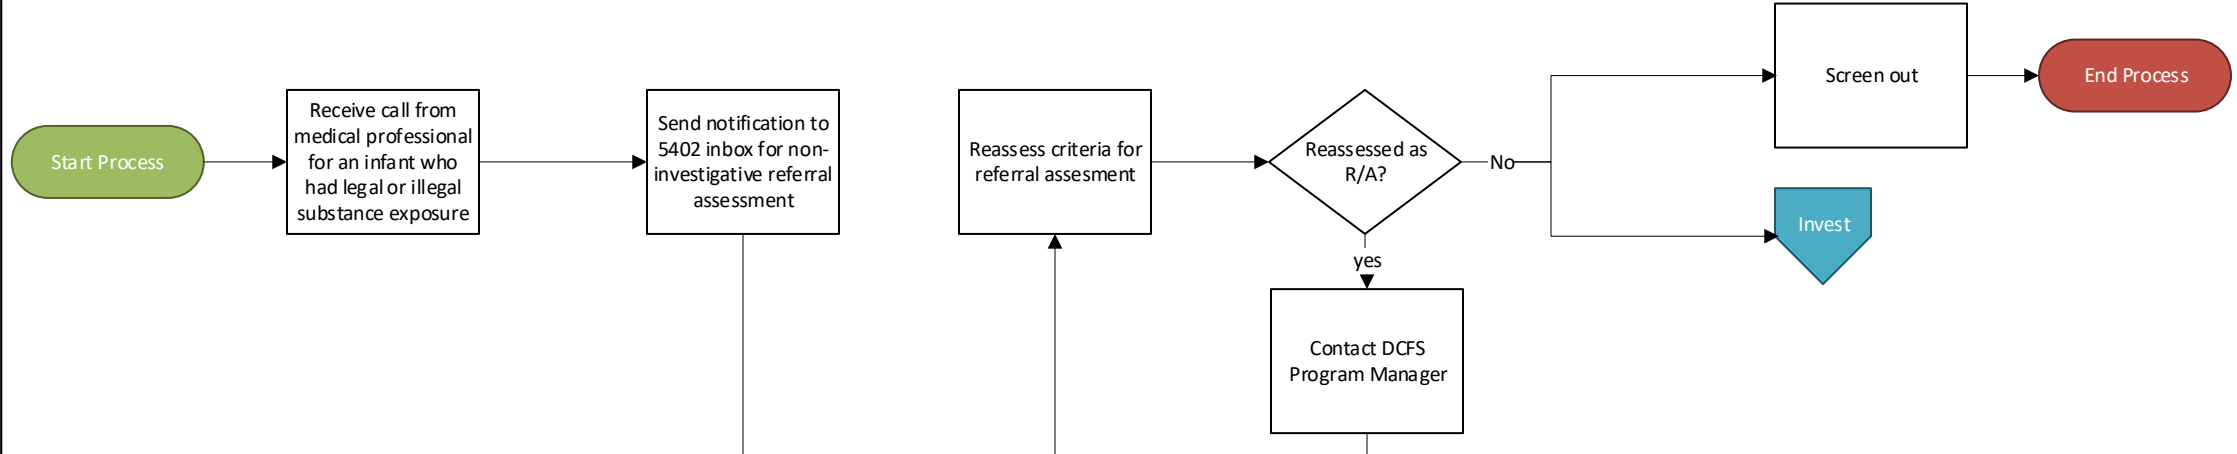 Start Process
Receive call from
medical professional
for an infant who
had legal or illegal
substance exposure
Send notification to
5402 inbox for non-
investigative referral
assessment
Reassess criteria for
referral assesment
Reassessed as
R/A?
No
yes
Contact DCFS
Program Manager
Screen out
End Process
Invest